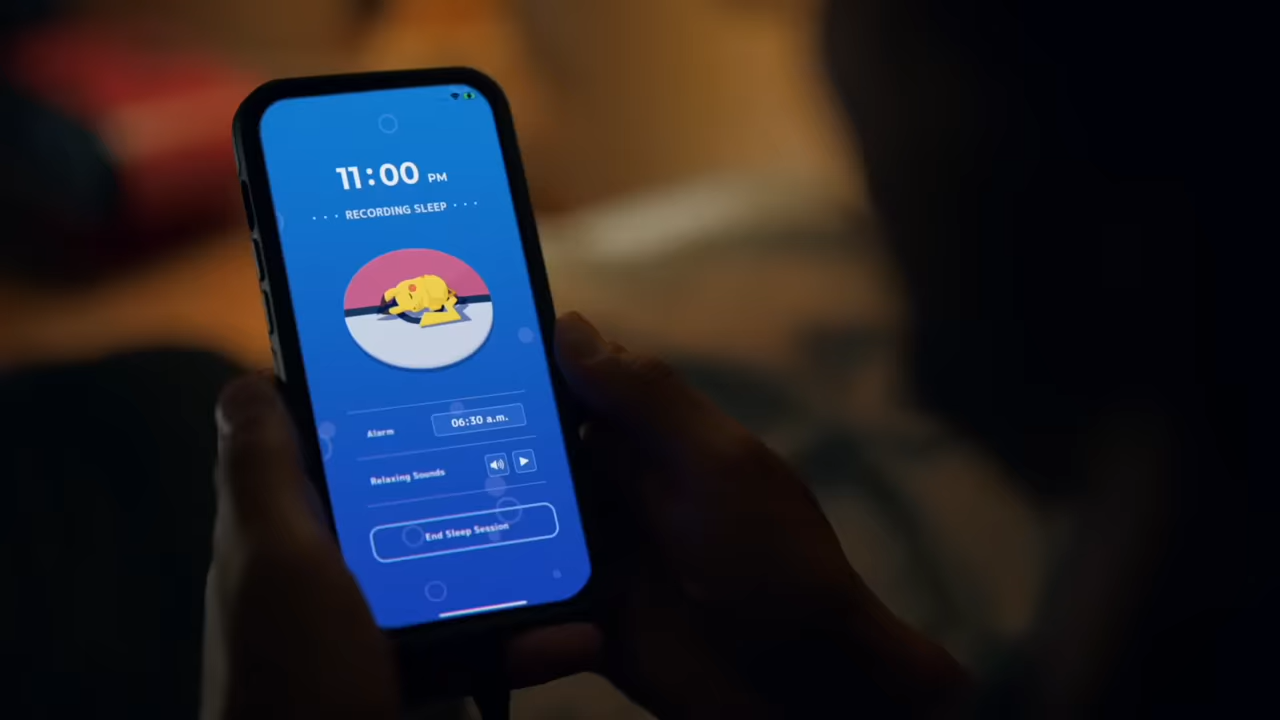 11:00 PM
· · · RECORDING SLEEP · · ·
Alarm 06:30 a.m.
Relaxing Sounds
End Sleep Session